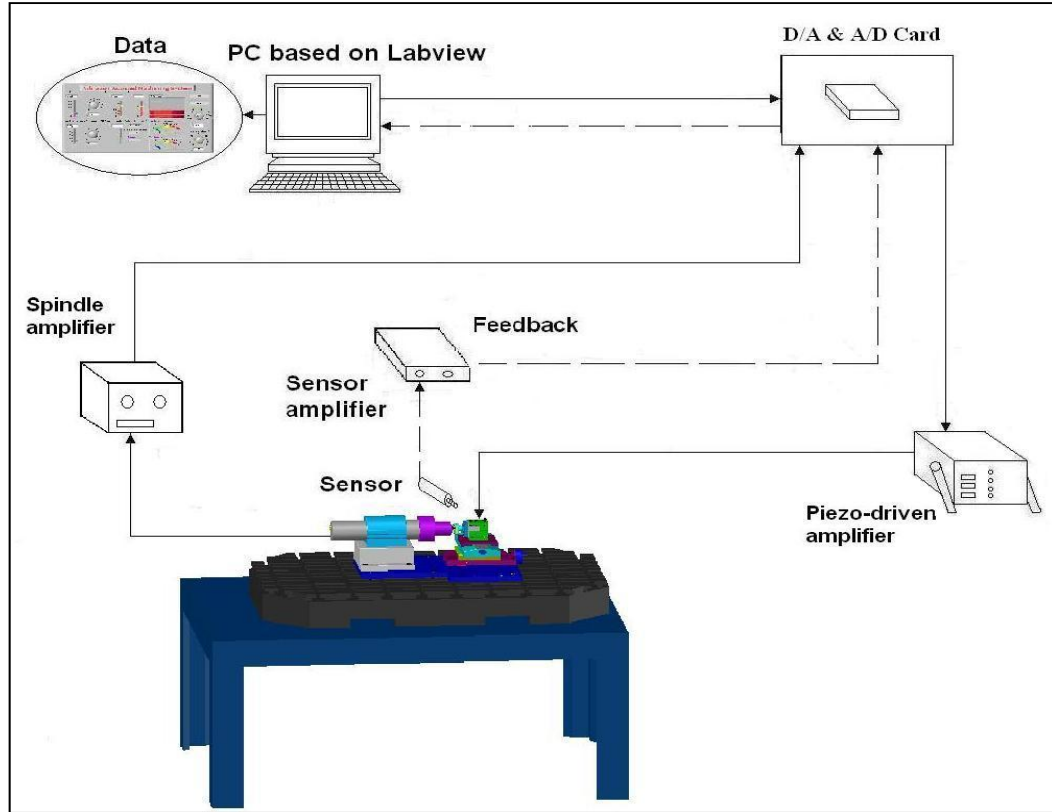 D/A & A/D Card
Data
PC based on Labview
Spindle
amplifier
Feedback
Sensor
amplifier
Sensor
Piezo-driven
amplifier